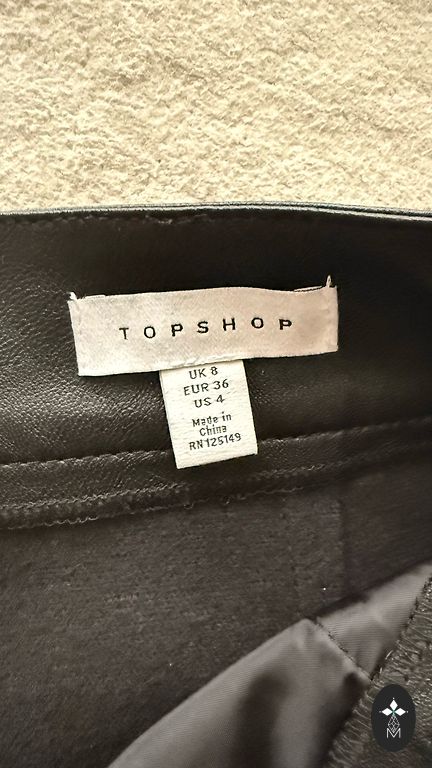 TOPSHOP
UK 8
EUR 36
US 4
Made in
China
RN 125149
M